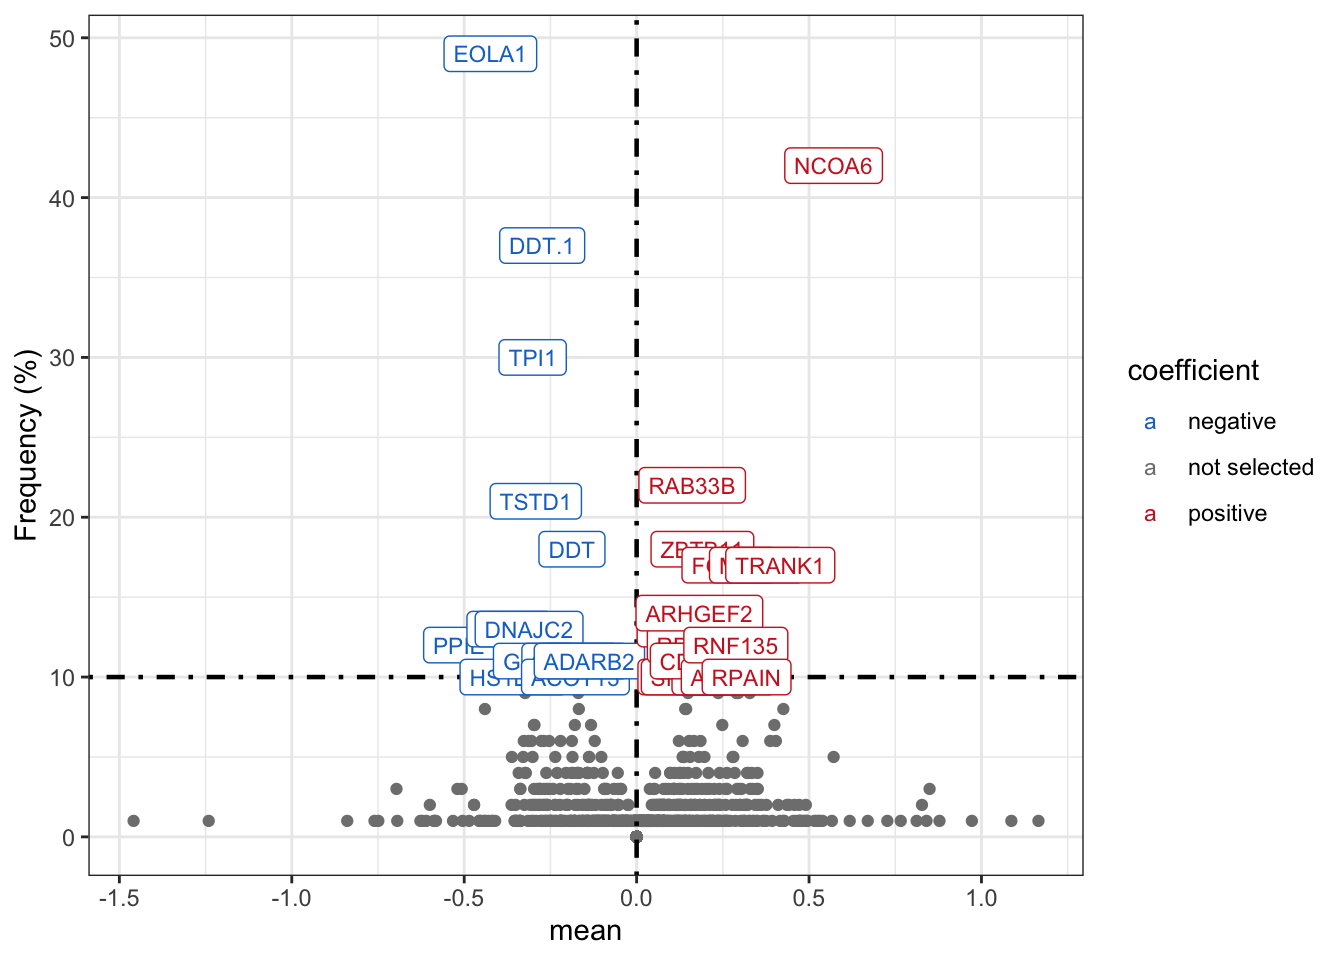 50
EOLA1
NCOA6
40
DDT.1
TPI1
30
RAB33B
TSTD1
20
DDT
TRANK1
ARHGEF2
DNAJC2
RNF135
ADARB2
10
RPAIN
0
-1.5 -1.0 -0.5 0.0 0.5 1.0
mean
Frequency (%)
coefficient
a negative
a not selected
a positive